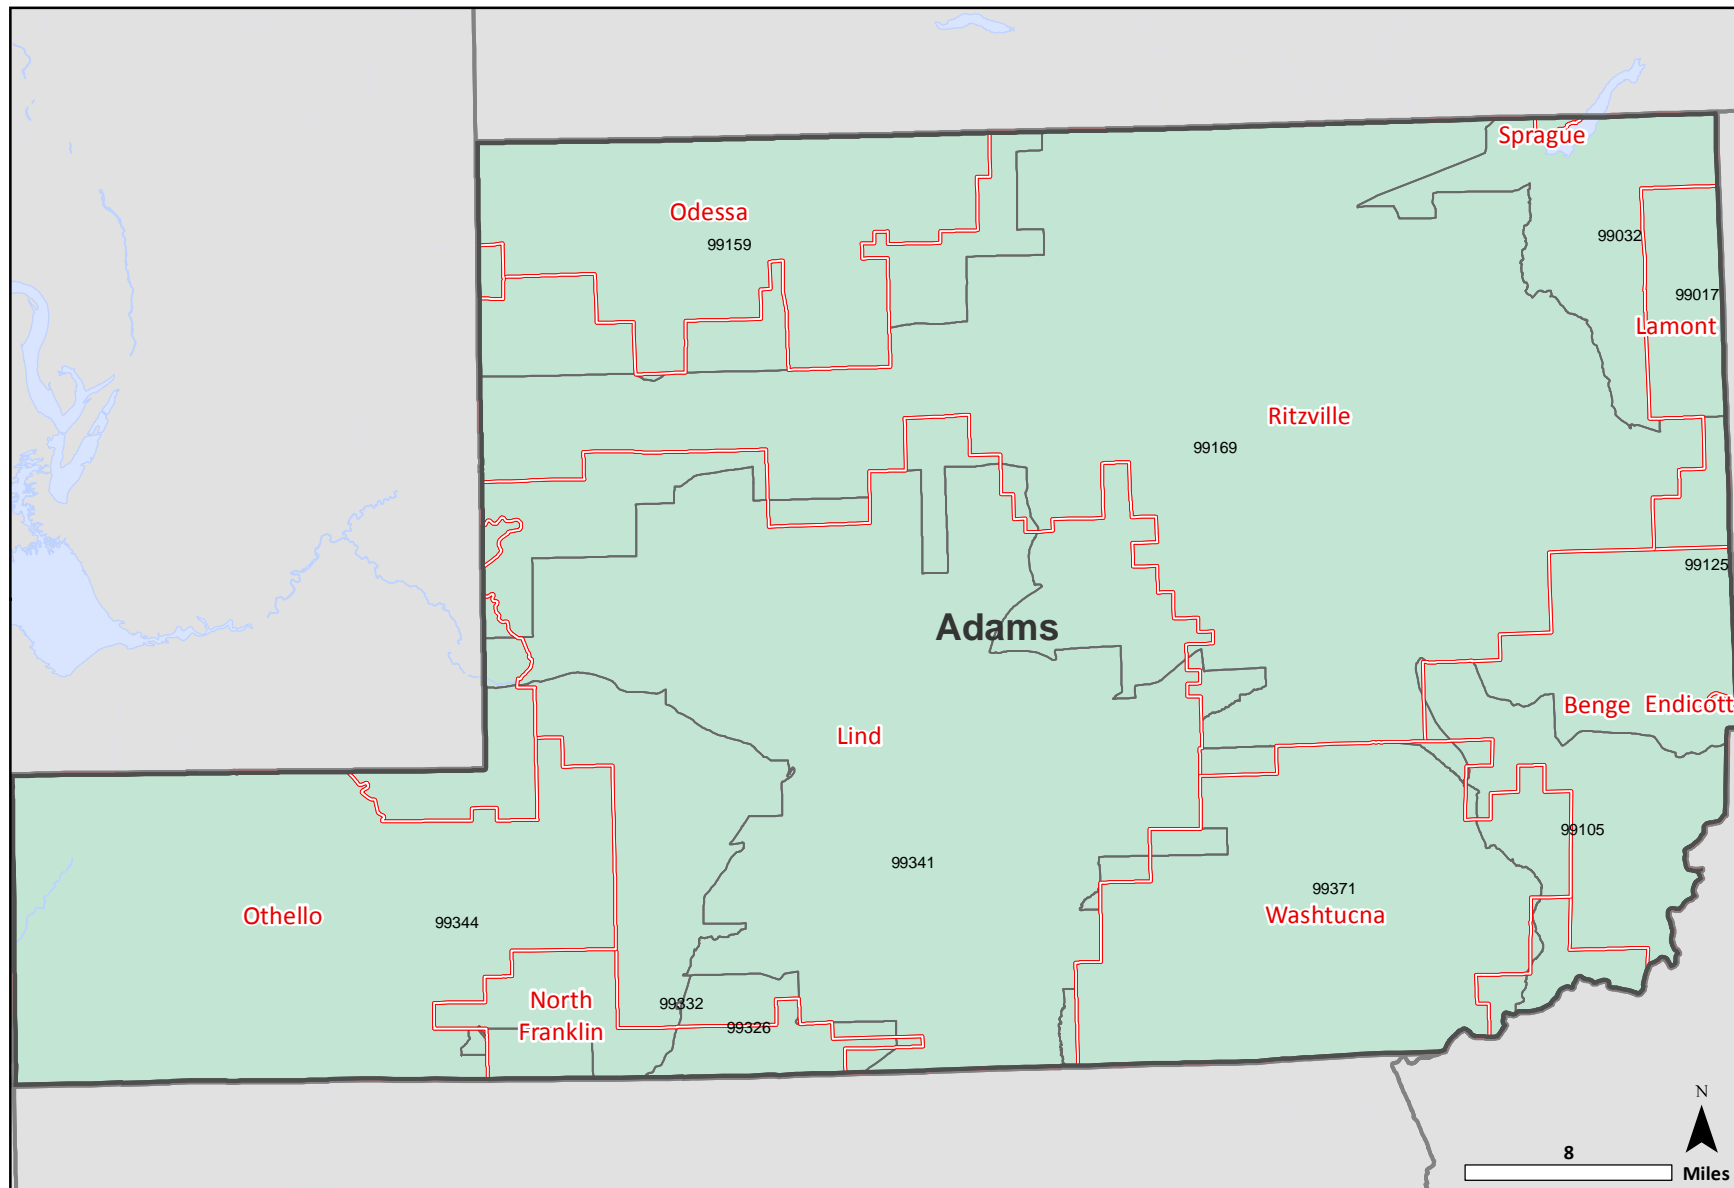 Sprague
Odessa
99159
99032
99017
Lamont
Ritzville
99169
99125
Adams
Benge
Endicott
Lind
99105
99341
99371
Washtucna
Othello
99344
North
Franklin
99332
99326
N
8
Miles